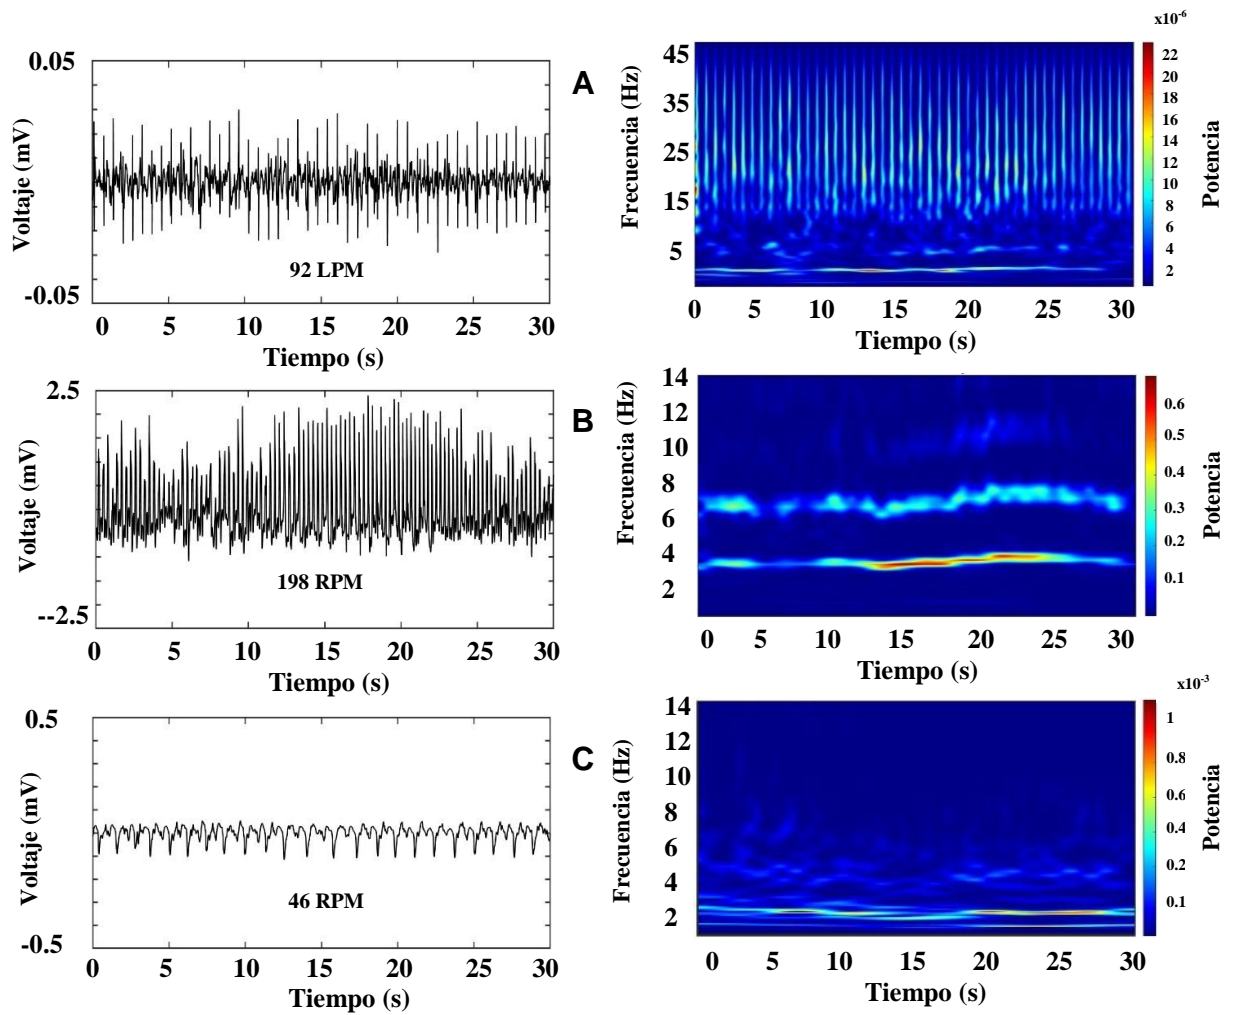 0.05
-0.05
Voltaje (mV)
92 LPM
0 5 10 15 20 25 30
Tiempo (s)
A
45
35
25
15
5
Frecuencia (Hz)
0 5 10 15 20 25 30
Tiempo (s)
x10-6
22
20
18
16
14
12
10
8
6
4
2
Potencia
2.5
--2.5
Voltaje (mV)
198 RPM
0 5 10 15 20 25 30
Tiempo (s)
B
14
12
10
8
6
4
2
Frecuencia (Hz)
0 5 10 15 20 25 30
Tiempo (s)
0.6
0.5
0.4
0.3
0.2
0.1
Potencia
0.5
-0.5
Voltaje (mV)
46 RPM
0 5 10 15 20 25 30
Tiempo (s)
C
14
12
10
8
6
4
2
Frecuencia (Hz)
0 5 10 15 20 25 30
Tiempo (s)
x10-3
1
0.8
0.6
0.4
0.2
0.1
Potencia